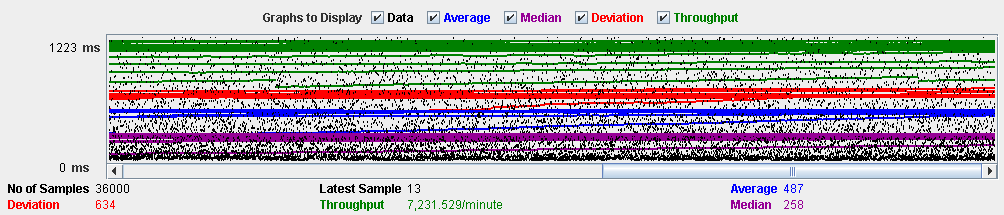 Graphs to Display Data Average Median Deviation Throughput
1223 ms
0 ms
No of Samples 36000 Latest Sample 13 Average 487
Deviation 634 Throughput 7,231.529/minute Median 258